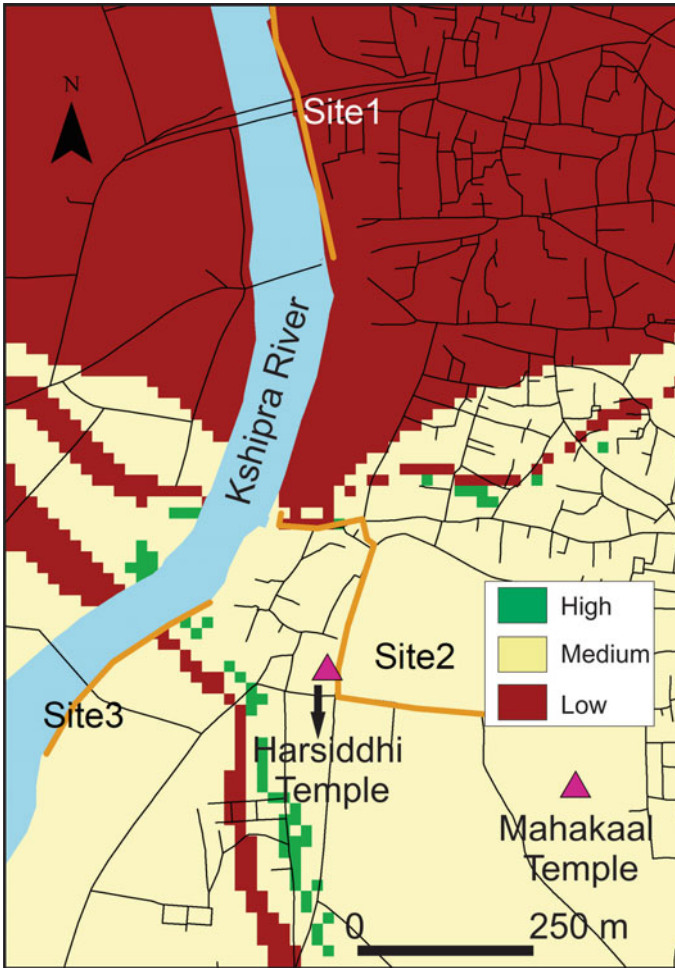 N
Site1
Kshipra River
High
Medium
Low
Site2
Site3
Harsiddhi
Temple
Mahakaal
Temple
0 250 m